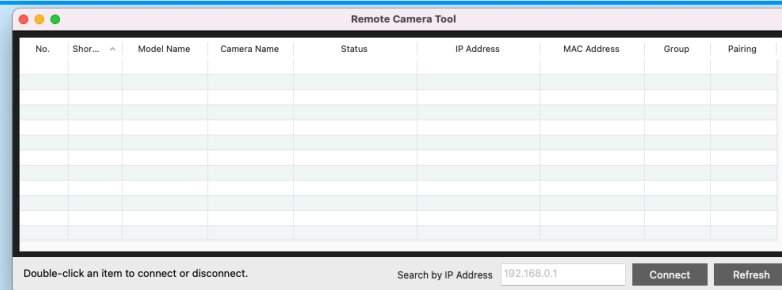 Remote Camera Tool
No. Shor... Model Name Camera Name Status IP Address MAC Address Group Pairing
Double-click an item to connect or disconnect. Search by IP Address 192.168.0.1 Connect Refresh